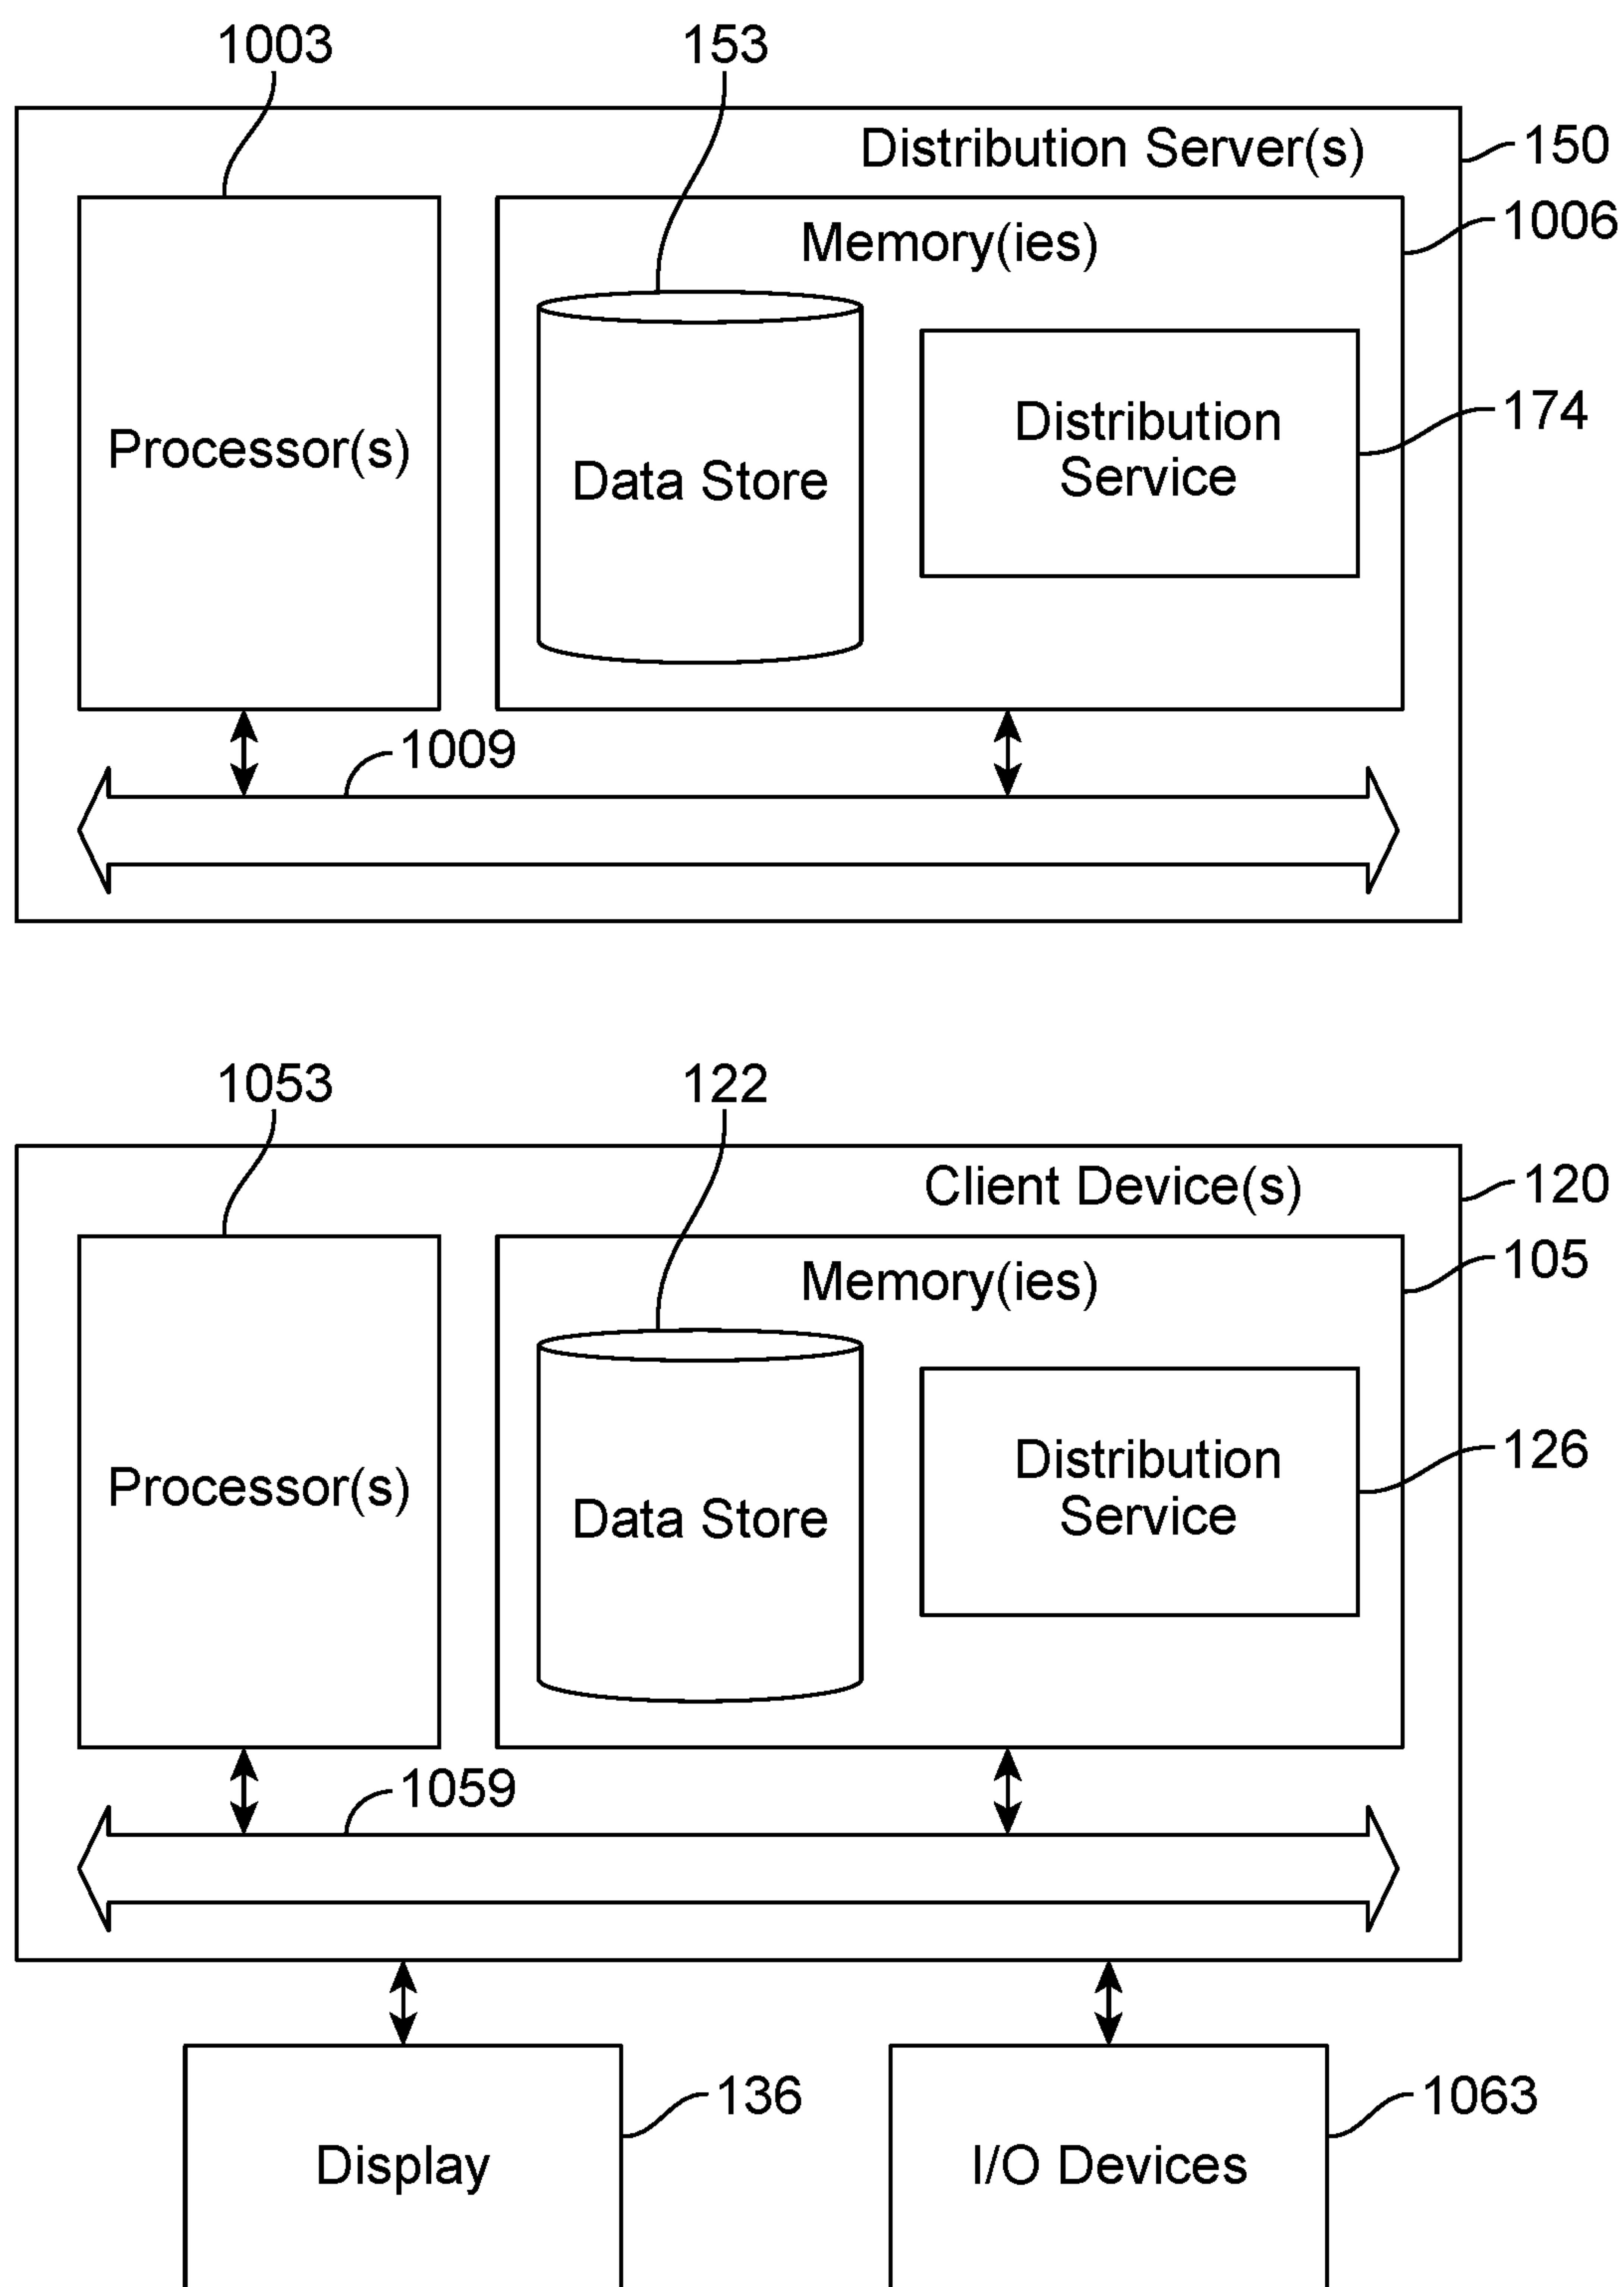 1003
153
Distribution Server(s)
150
Memory(ies)
1006
Processor(s)
Data Store
Distribution
Service
174
1009
1053
122
Client Device(s)
120
Memory(ies)
105
Processor(s)
Data Store
Distribution
Service
126
1059
136
1063
Display
I/O Devices